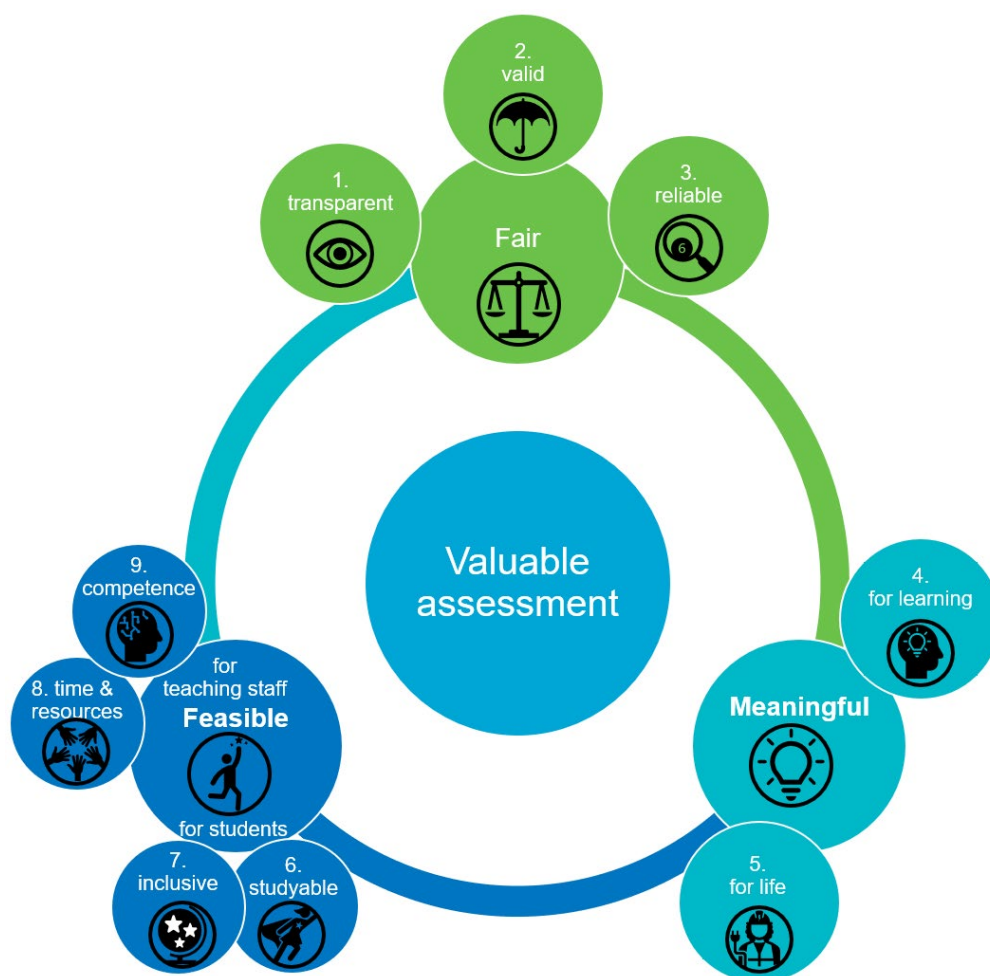 2.
valid
1.
transparent
3.
reliable
6
Fair
Valuable
assessment
4.
for learning
Meaningful
5.
for life
9.
competence
8. time &
resources
for
teaching staff
Feasible
for students
7.
inclusive
6.
studyable